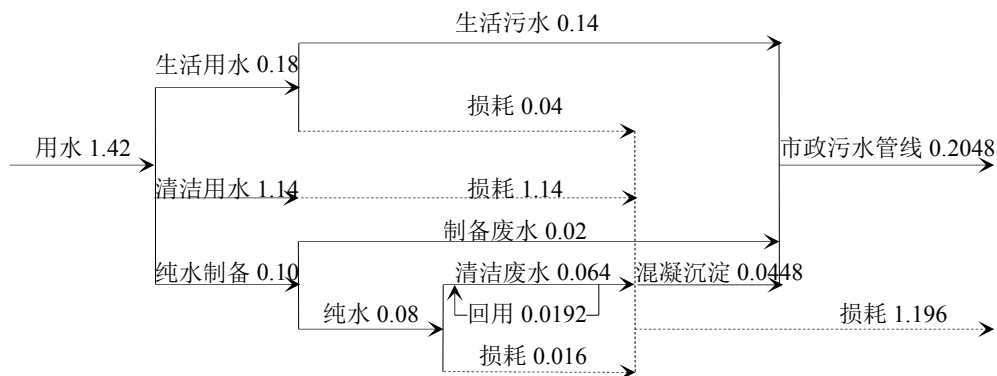 生活污水 0.14
生活用水 0.18
损耗 0.04
用水 1.42
市政污水管线 0.2048
清洁用水 1.14
损耗 1.14
制备废水 0.02
纯水制备 0.10
清洁废水 0.064
混凝沉淀 0.0448
纯水 0.08
回用 0.0192
损耗 1.196
损耗 0.016